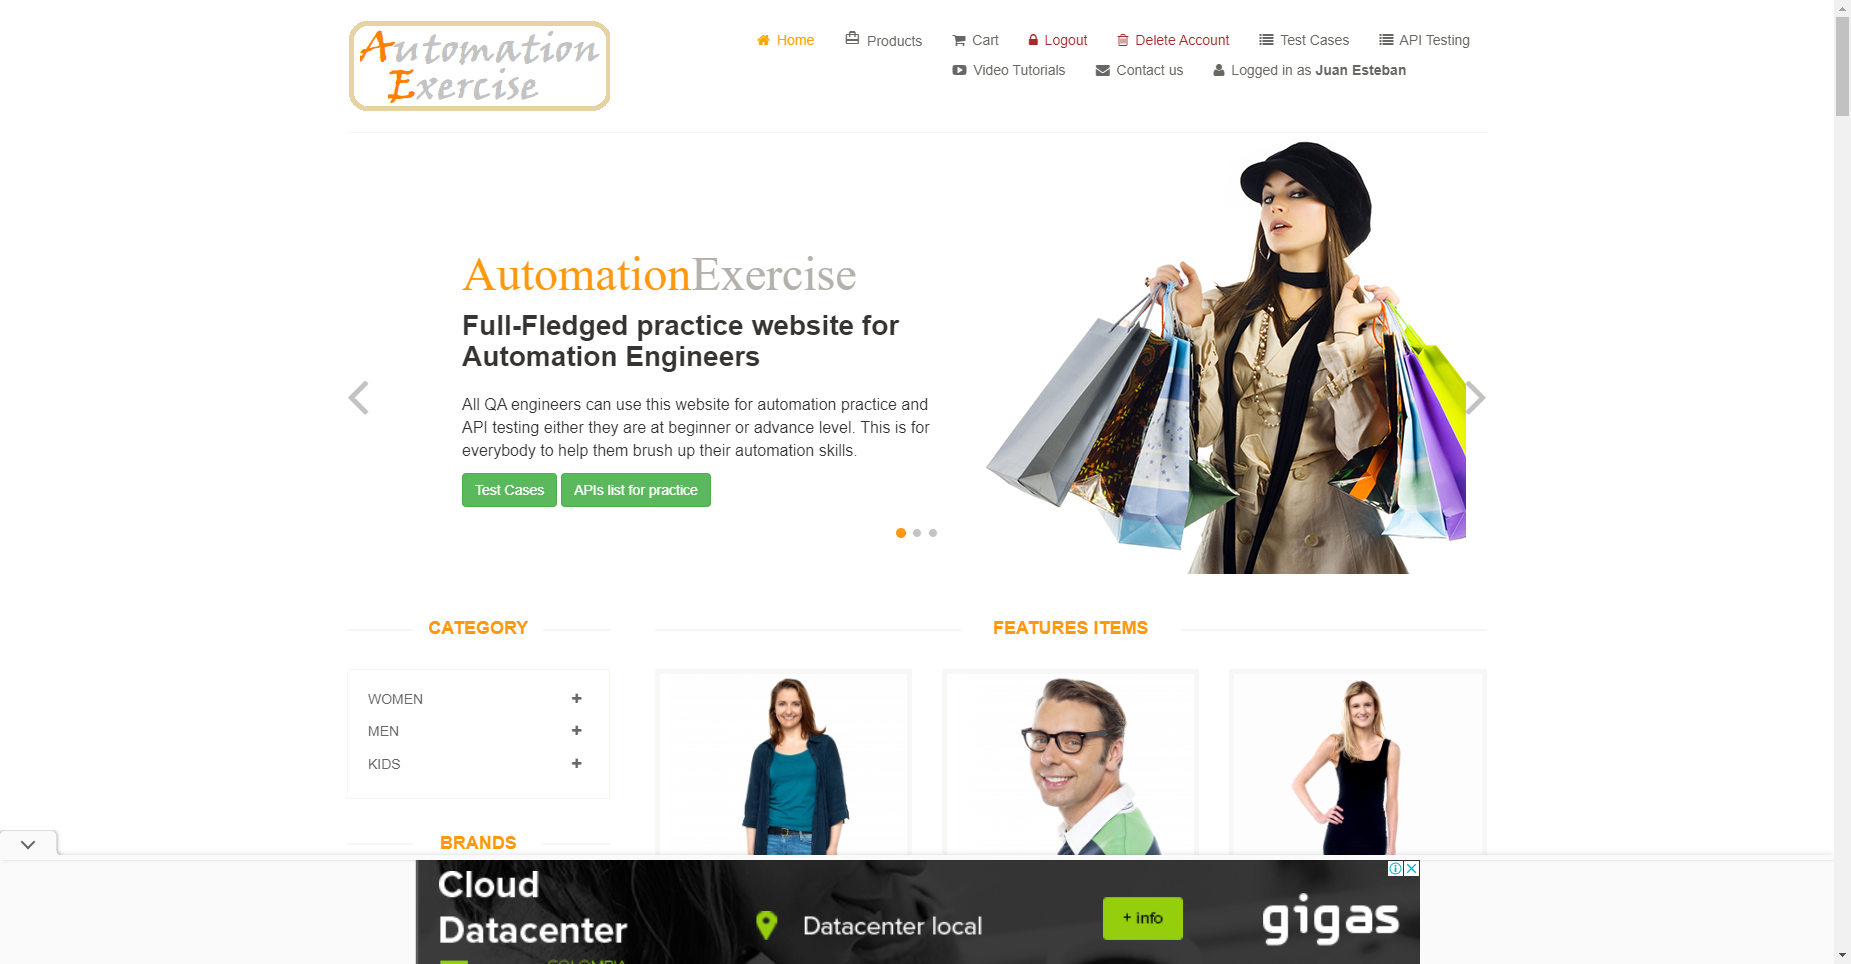 Automation
Exercise
Home
Products
Cart
Logout
Delete Account
Test Cases
API Testing
Video Tutorials
Contact us
Logged in as Juan Esteban
AutomationExercise
Full-Fledged practice website for
Automation Engineers
All QA engineers can use this website for automation practice and
API testing either they are at beginner or advance level. This is for
everybody to help them brush up their automation skills.
Test Cases
APIs list for practice
CATEGORY
WOMEN
MEN
KIDS
BRANDS
FEATURES ITEMS
Cloud
Datacenter
COLOMBIA
Datacenter local
+ info
gigas